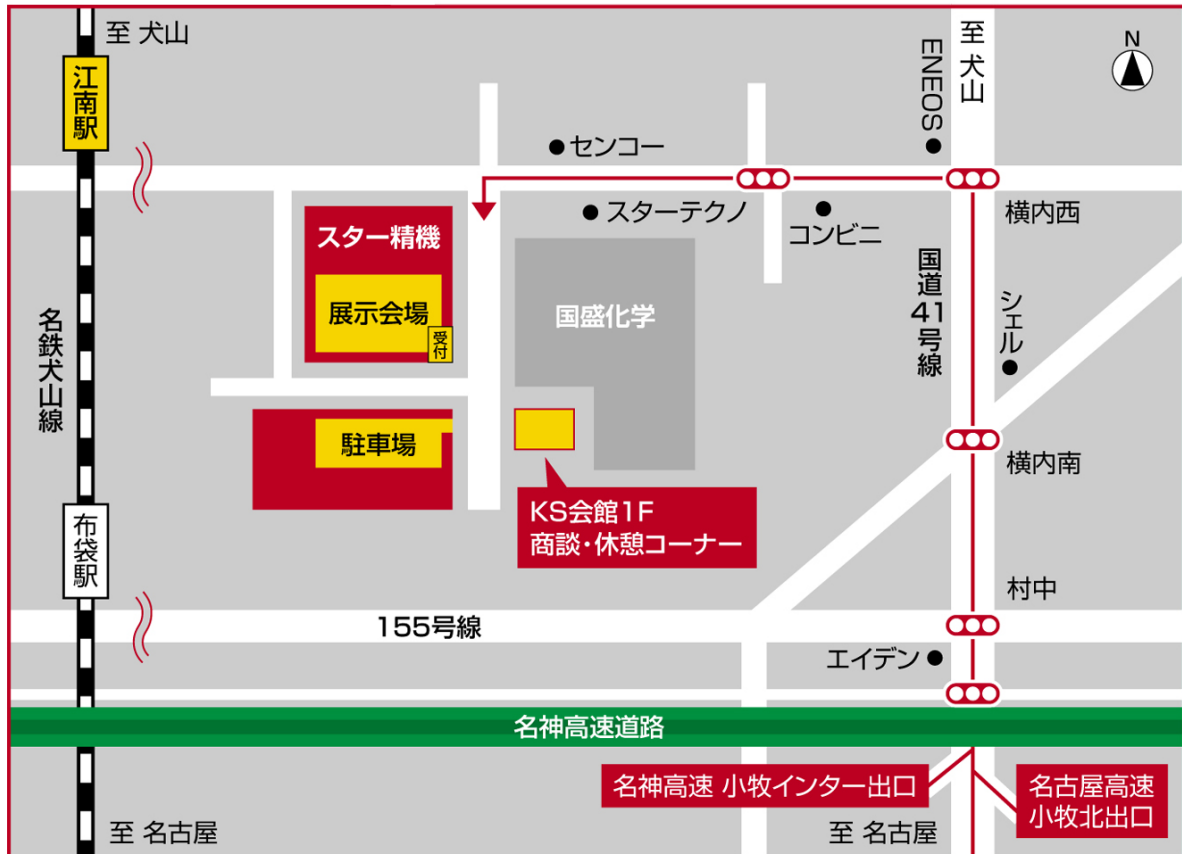 至 犬山
江南駅
名鉄犬山線
布袋駅
至 名古屋
センコー
スターテクノ
コンビニ
ENEOS
至 犬山
N
横内西
国道41号線
シェル
横内南
村中
スター精機
展示会場
受付
国盛化学
駐車場
KS会館1F
商談・休憩コーナー
155号線
エイデン
名神高速道路
名神高速 小牧インター出口
名古屋高速
小牧北出口
至 名古屋